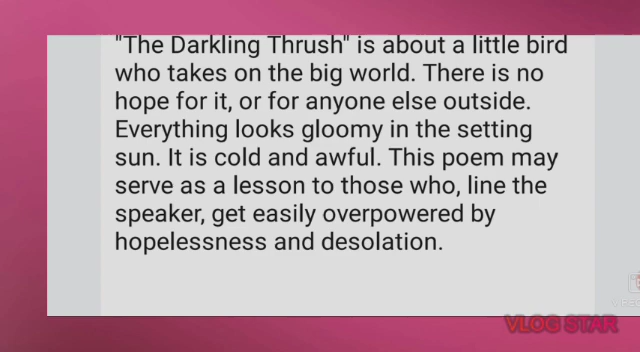 "The Darkling Thrush" is about a little bird
who takes on the big world. There is no
hope for it, or for anyone else outside.
Everything looks gloomy in the setting
sun. It is cold and awful. This poem may
serve as a lesson to those who, line the
speaker, get easily overpowered by
hopelessness and desolation.
VLOG STAR